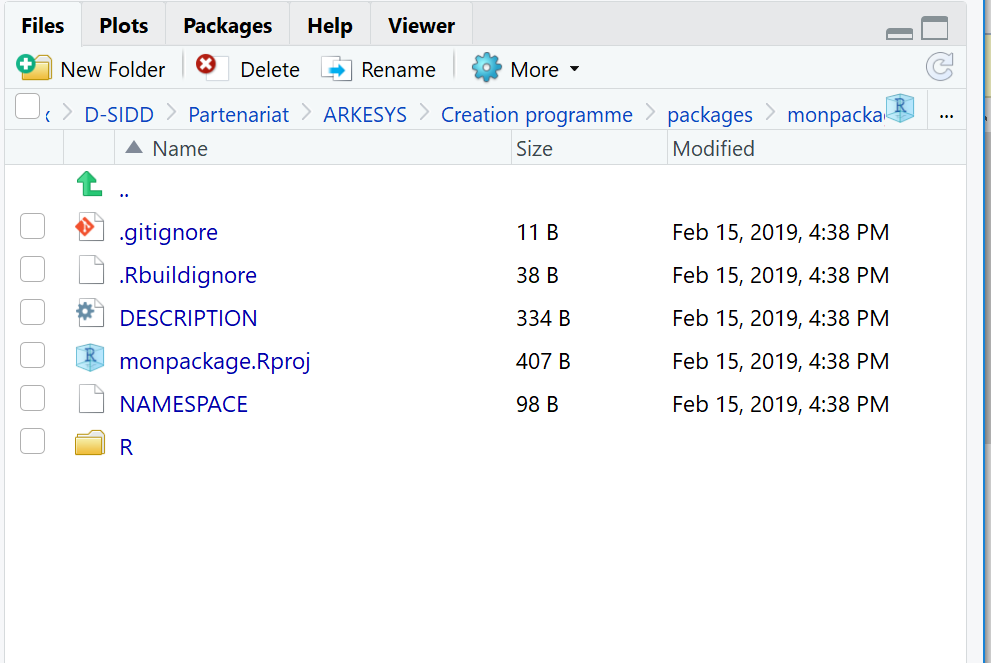 Files Plots Packages Help Viewer
New Folder Delete Rename More
D-SIDD Partenariat ARKESYS Creation programme packages monpacka R ...
Name Size Modified
..
.gitignore 11 B Feb 15, 2019, 4:38 PM
.Rbuildignore 38 B Feb 15, 2019, 4:38 PM
DESCRIPTION 334 B Feb 15, 2019, 4:38 PM
R monpackage.Rproj 407 B Feb 15, 2019, 4:38 PM
NAMESPACE 98 B Feb 15, 2019, 4:38 PM
R